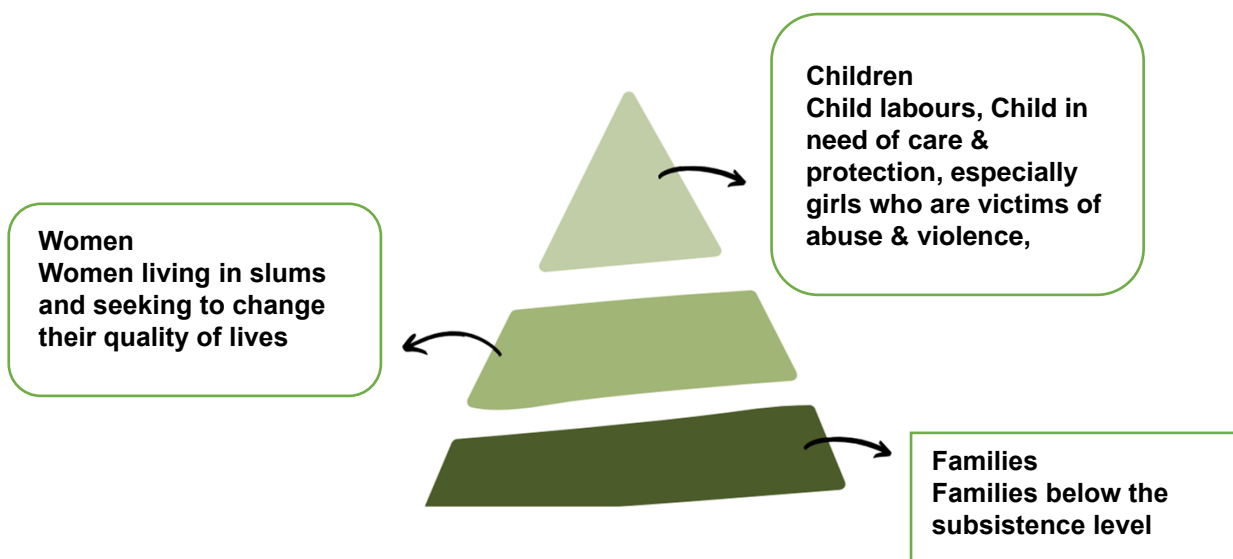 Children
Child labours, Child in
need of care &
protection, especially
girls who are victims of
abuse & violence,
Women
Women living in slums
and seeking to change
their quality of lives
Families
Families below the
subsistence level